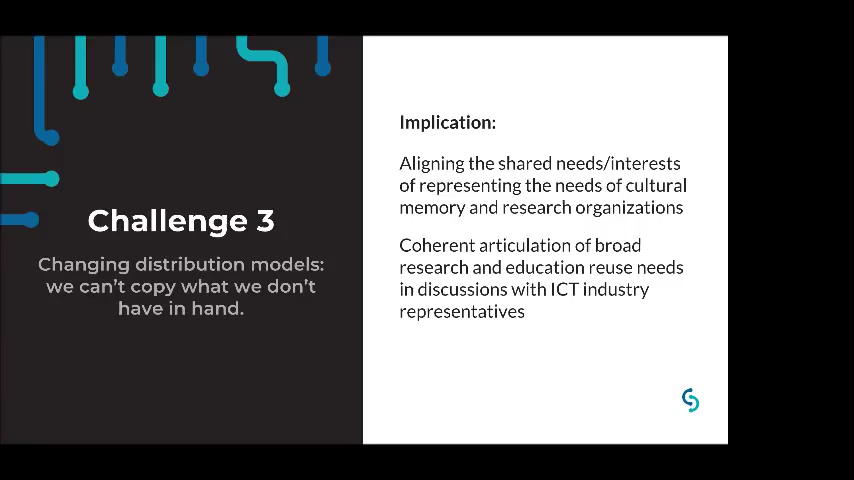 Challenge 3
Changing distribution models:
we can't copy what we don't
have in hand.
Implication:
Aligning the shared needs/interests
of representing the needs of cultural
memory and research organizations
Coherent articulation of broad
research and education reuse needs
in discussions with ICT industry
representatives